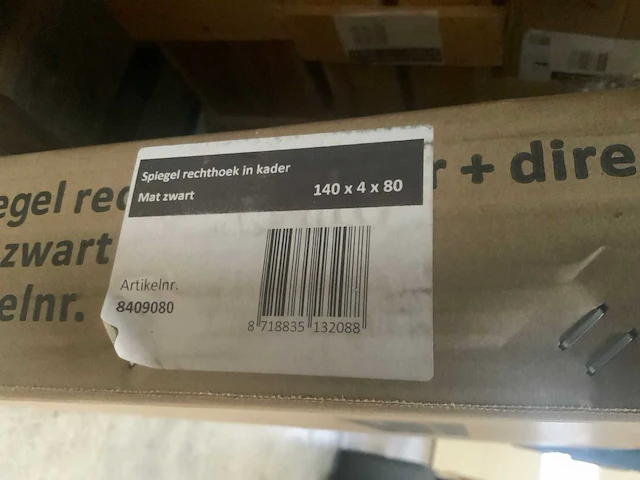 Spiegel rechthoek in kader
Mat zwart 140 x 4 x 80
Artikelnr.
8409080
8 718835 132088
egel rec
r + dire
zwart
elnr.